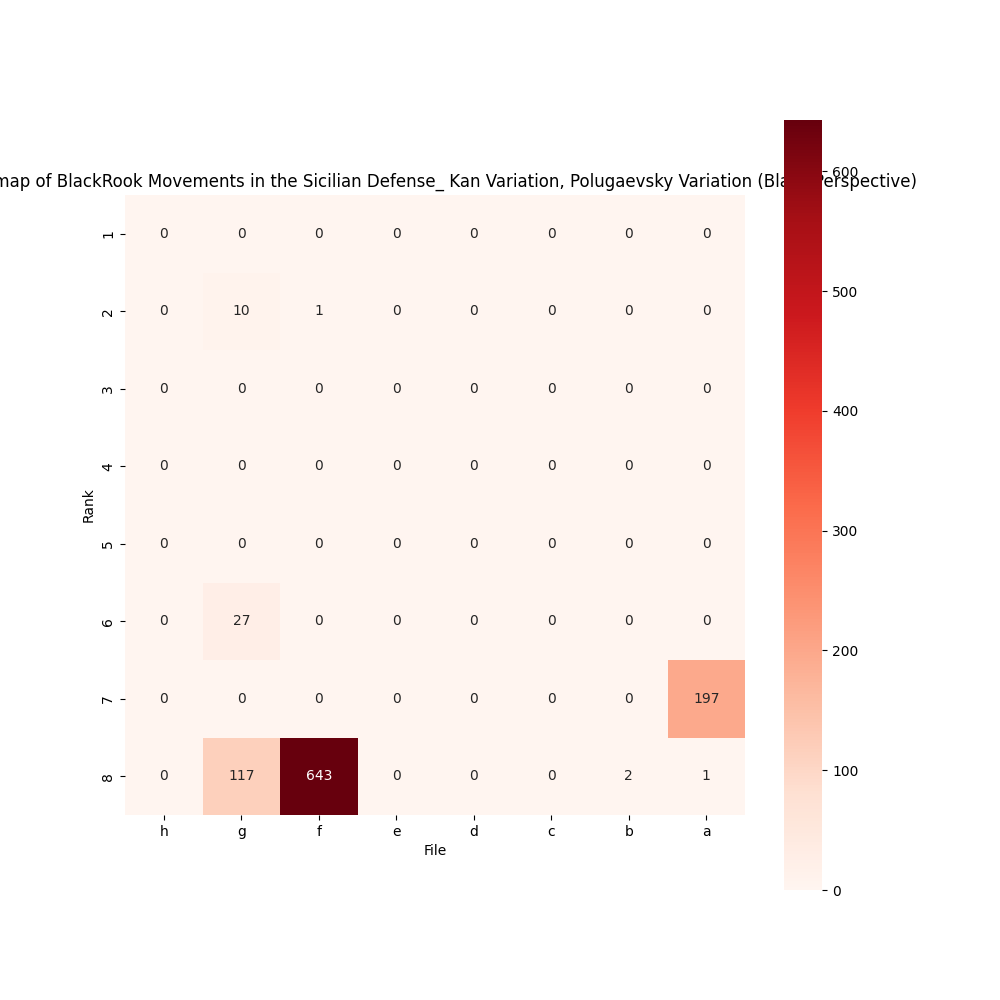 map of BlackRook Movements in the Sicilian Defense_ Kan Variation, Polugaevsky Variation Perspective)
600
1 0 0 0 0 0 0 0 0
500
2 0 10 1 0 0 0 0 0
3 0 0 0 0 0 0 0 0
400
4 0 0 0 0 0 0 0 0
Rank
300
5 0 0 0 0 0 0 0 0
6 0 27 0 0 0 0 0 0
200
7 0 0 0 0 0 0 0 197
100
8 0 117 643 0 0 0 2 1
h g f e d c b a
File
0